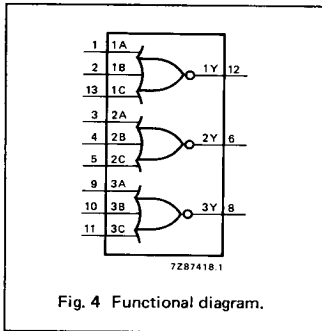 1 1A
2 1B 1Y 12
13 1C
3 2A
4 2B 2Y 6
5 2C
9 3A
10 3B 3Y 8
11 3C
7Z87418.1
Fig. 4 Functional diagram.